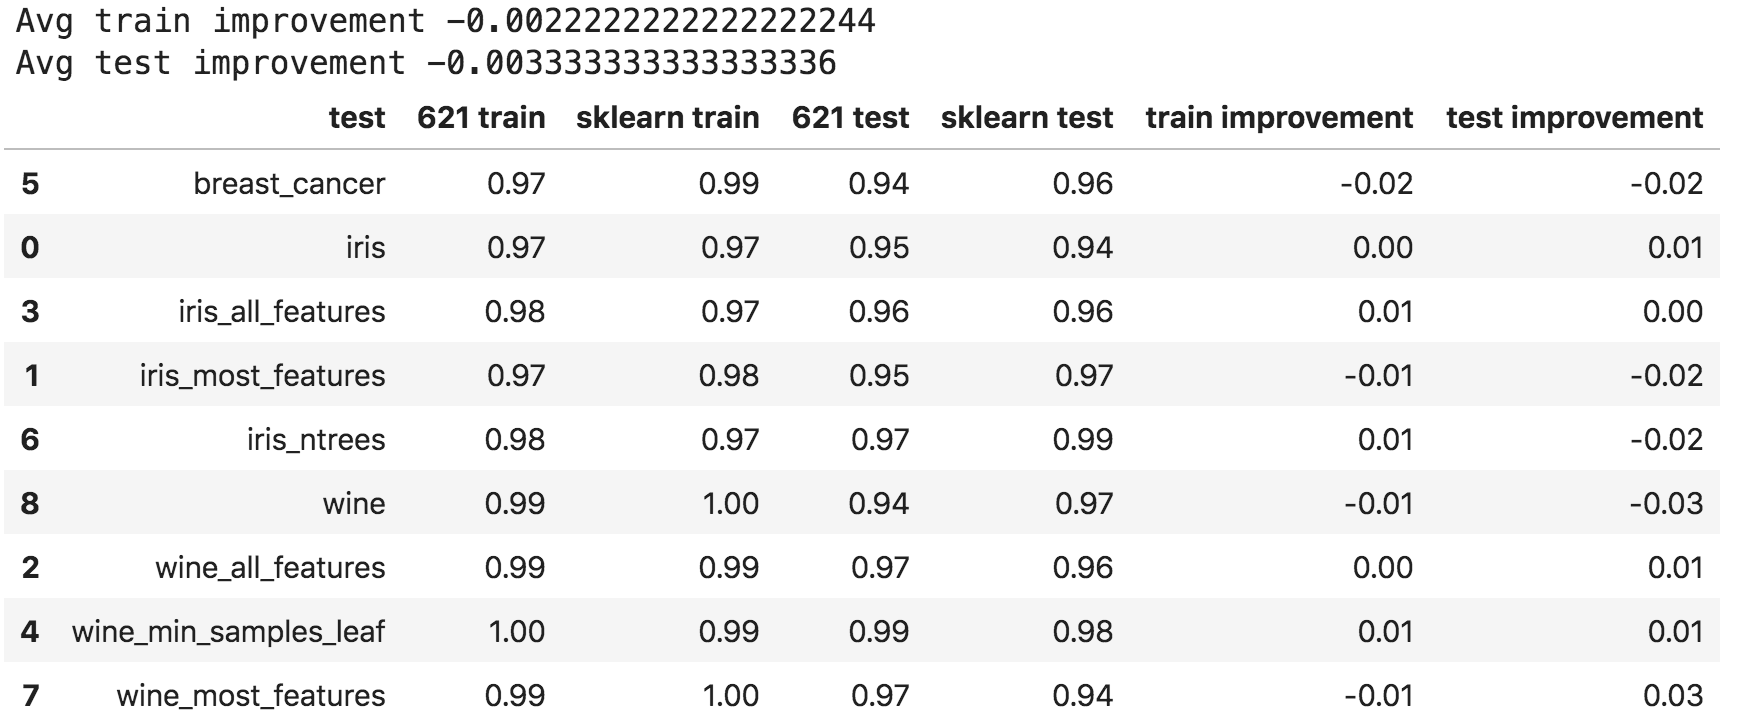 Avg train improvement -0.0022222222222222244
Avg test improvement -0.003333333333333336
test 621 train sklearn train 621 test sklearn test train improvement test improvement
5 breast_cancer 0.97 0.99 0.94 0.96 -0.02 -0.02
0 iris 0.97 0.97 0.95 0.94 0.00 0.01
3 iris_all_features 0.98 0.97 0.96 0.96 0.01 0.00
1 iris_most_features 0.97 0.98 0.95 0.97 -0.01 -0.02
6 iris_ntrees 0.98 0.97 0.97 0.99 0.01 -0.02
8 wine 0.99 1.00 0.94 0.97 -0.01 -0.03
2 wine_all_features 0.99 0.99 0.97 0.96 0.00 0.01
4 wine_min_samples_leaf 1.00 0.99 0.99 0.98 0.01 0.01
7 wine_most_features 0.99 1.00 0.97 0.94 -0.01 0.03